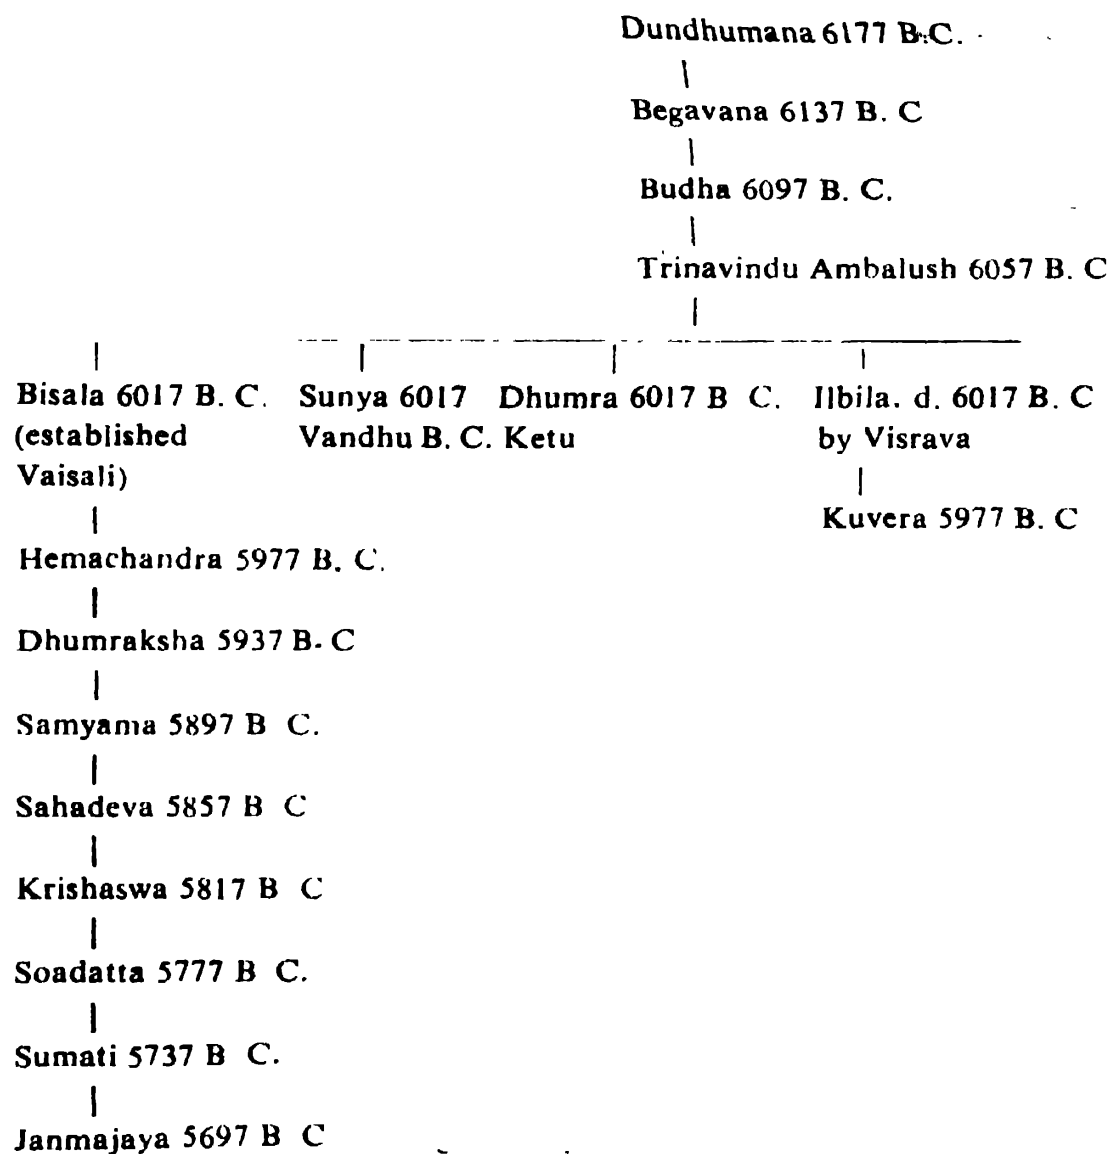 Dundhumana 6177 B.C.
Begavana 6137 B. C
Budha 6097 B. C.
Trinavindu Ambalush 6057 B. C
Bisala 6017 B. C. Sunya 6017 Dhumra 6017 B C. Ilbila. d. 6017 B. C
(established Vandhu B. C. Ketu by Visrava
Vaisali)
Kuvera 5977 B. C
Hemachandra 5977 B. C.
Dhumraksha 5937 B. C
Samyama 5897 B C.
Sahadeva 5857 B C
Krishaswa 5817 B C
Soadatta 5777 B C.
Sumati 5737 B C.
Janmajaya 5697 B C